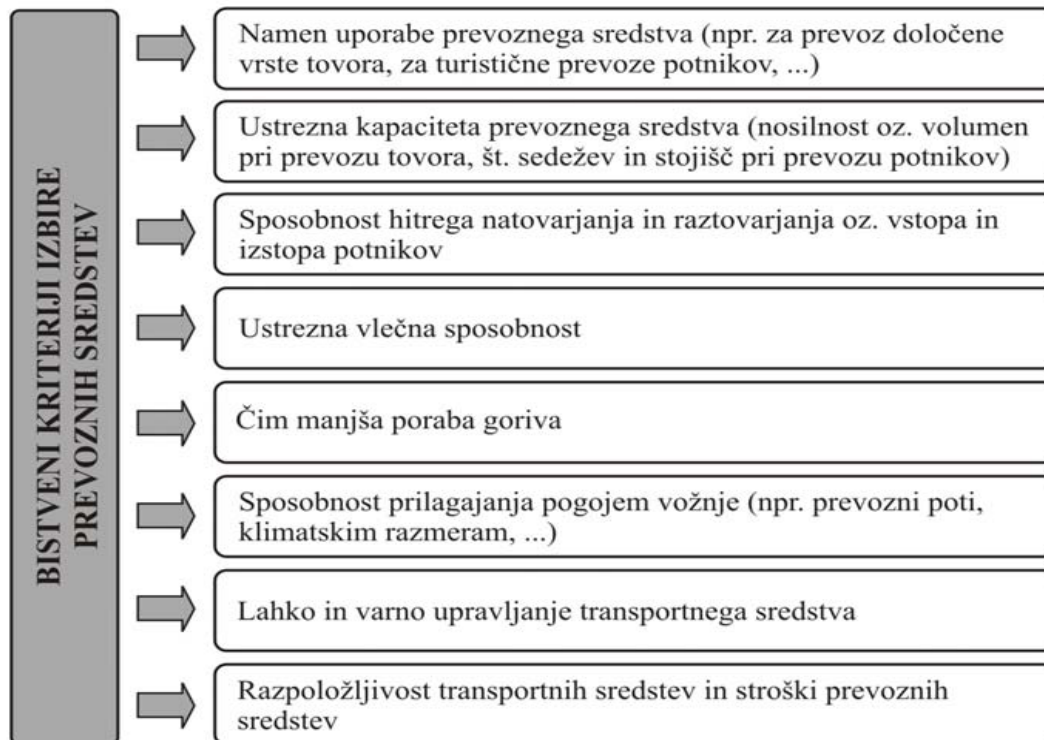 BISTVENI KRITERIJI IZBIRE
PREVOZNIH SREDSTEV
Namen uporabe prevoznega sredstva (npr. za prevoz določene
vrste tovora, za turistične prevoze potnikov, ...)
Ustrezna kapaciteta prevoznega sredstva (nosilnost oz. volumen
pri prevozu tovora, št. sedežev in stojišč pri prevozu potnikov)
Sposobnost hitrega natovarjanja in raztovarjanja oz. vstopa in
izstopa potnikov
Ustrezna vlečna sposobnost
Čim manjša poraba goriva
Sposobnost prilagajanja pogojem vožnje (npr. prevozni poti,
klimatskim razmeram, ...)
Lahko in varno upravljanje transportnega sredstva
Razpoložljivost transportnih sredstev in stroški prevoznih
sredstev